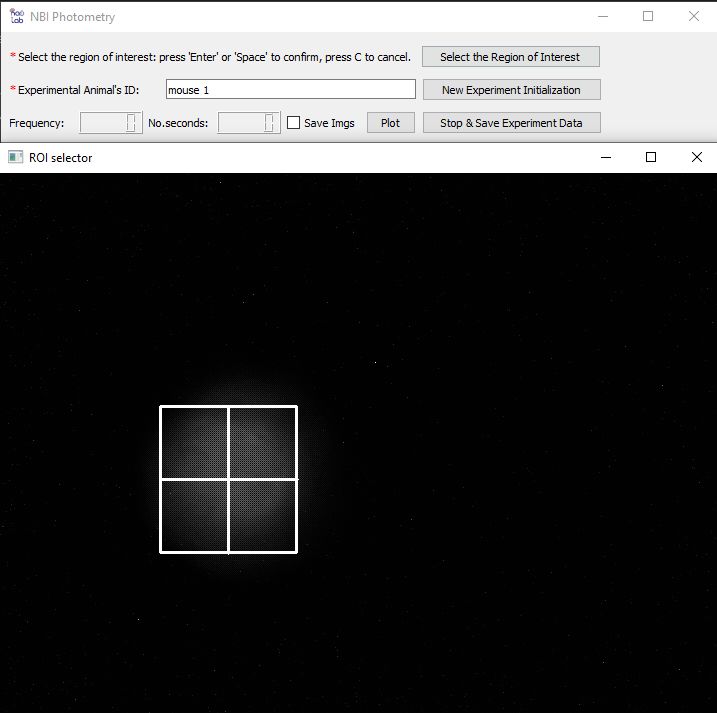 NBI Photometry
*Select the region of interest: press 'Enter' or 'Space' to confirm, press C to cancel. Select the Region of Interest
*Experimental Animal's ID: mouse 1 New Experiment Initialization
Frequency: 0 No.seconds: 0 Save Imgs Plot Stop & Save Experiment Data
ROI selector